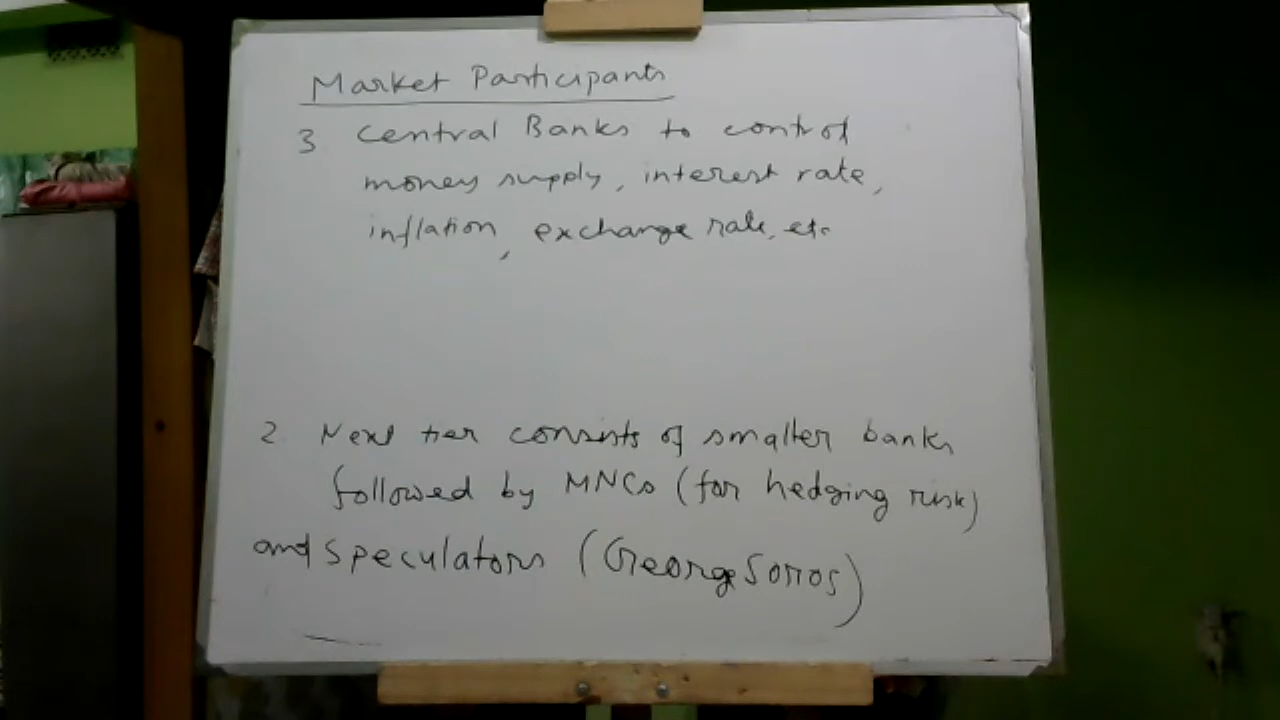 Market Participants
3 Central Banks to control
money supply, interest rate,
inflation, exchange rate, etc
2. Next tier consists of smaller banks
followed by MNCs (for hedging risk)
and speculators (George Soros)